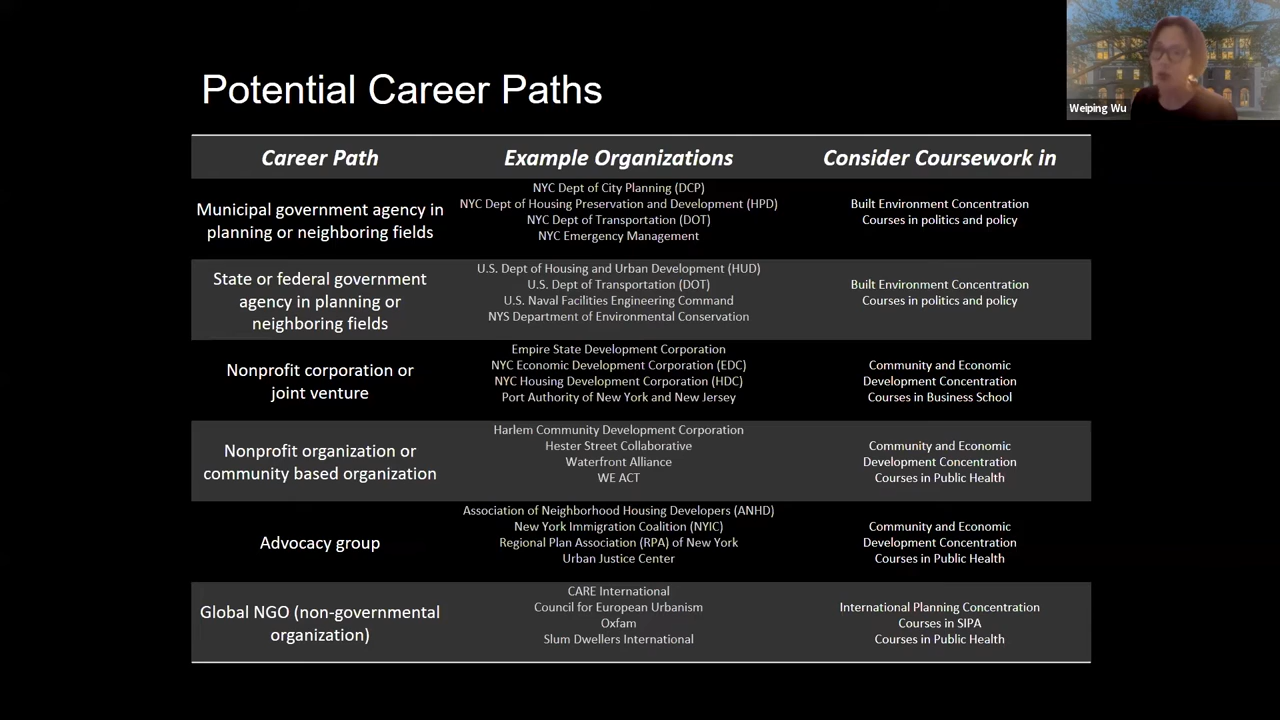 Potential Career Paths
Weiping Wu
Career Path
Example Organizations
Consider Coursework in
Municipal government agency in
planning or neighboring fields
NYC Dept of City Planning (DCP)
NYC Dept of Housing Preservation and Development (HPD)
NYC Dept of Transportation (DOT)
NYC Emergency Management
Built Environment Concentration
Courses in politics and policy
State or federal government
agency in planning or
neighboring fields
U.S. Dept of Housing and Urban Development (HUD)
U.S. Dept of Transportation (DOT)
U.S. Naval Facilities Engineering Command
NYS Department of Environmental Conservation
Built Environment Concentration
Courses in politics and policy
Nonprofit corporation or
joint venture
Empire State Development Corporation
NYC Economic Development Corporation (EDC)
NYC Housing Development Corporation (HDC)
Port Authority of New York and New Jersey
Community and Economic
Development Concentration
Courses in Business School
Nonprofit organization or
community based organization
Harlem Community Development Corporation
Hester Street Collaborative
Waterfront Alliance
WE ACT
Community and Economic
Development Concentration
Courses in Public Health
Advocacy group
Association of Neighborhood Housing Developers (ANHD)
New York Immigration Coalition (NYIC)
Regional Plan Association (RPA) of New York
Urban Justice Center
Community and Economic
Development Concentration
Courses in Public Health
Global NGO (non-governmental
organization)
CARE International
Council for European Urbanism
Oxfam
Slum Dwellers International
International Planning Concentration
Courses in SIPA
Courses in Public Health